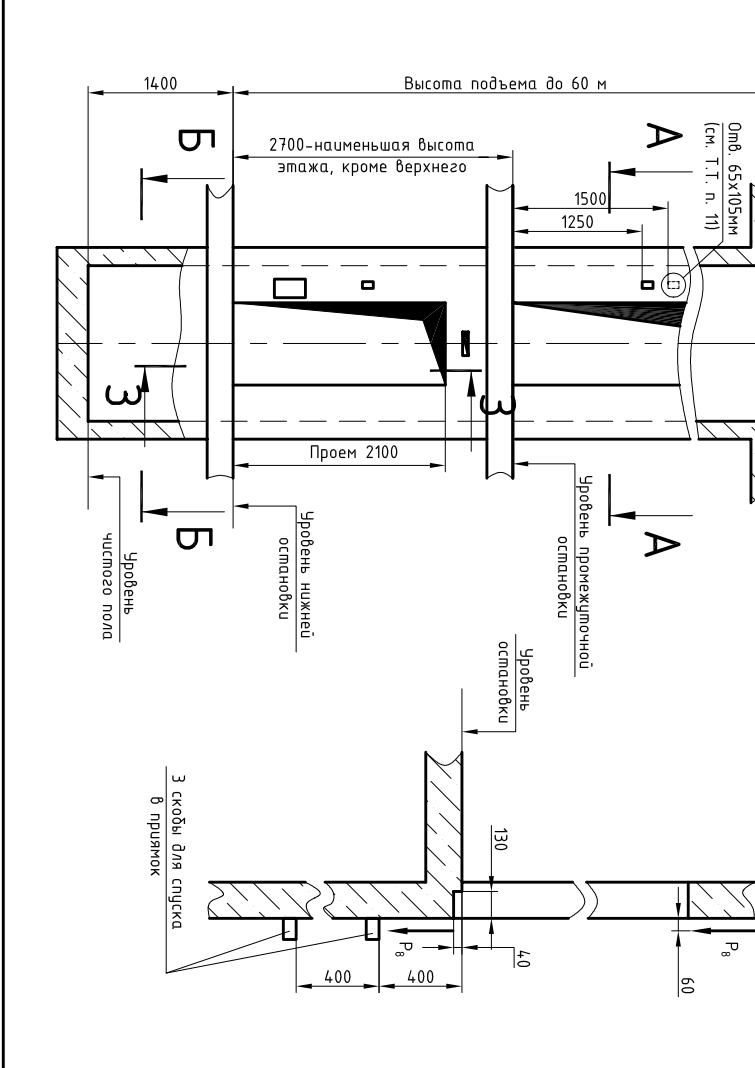 1400
Высота подъема до 60 м
Б
2700-наименьшая высота
этажа, кроме верхнего
А
Отв. 65х105мм
(см. Т.Т. п. 11)
1500
1250
З
З
Проем 2100
Б
А
Уровень
чистого пола
Уровень нижней
остановки
Уровень промежуточной
остановки
Уровень
остановки
3 скобы для спуска
в приямок
130
P8
40
P8
60
400
400